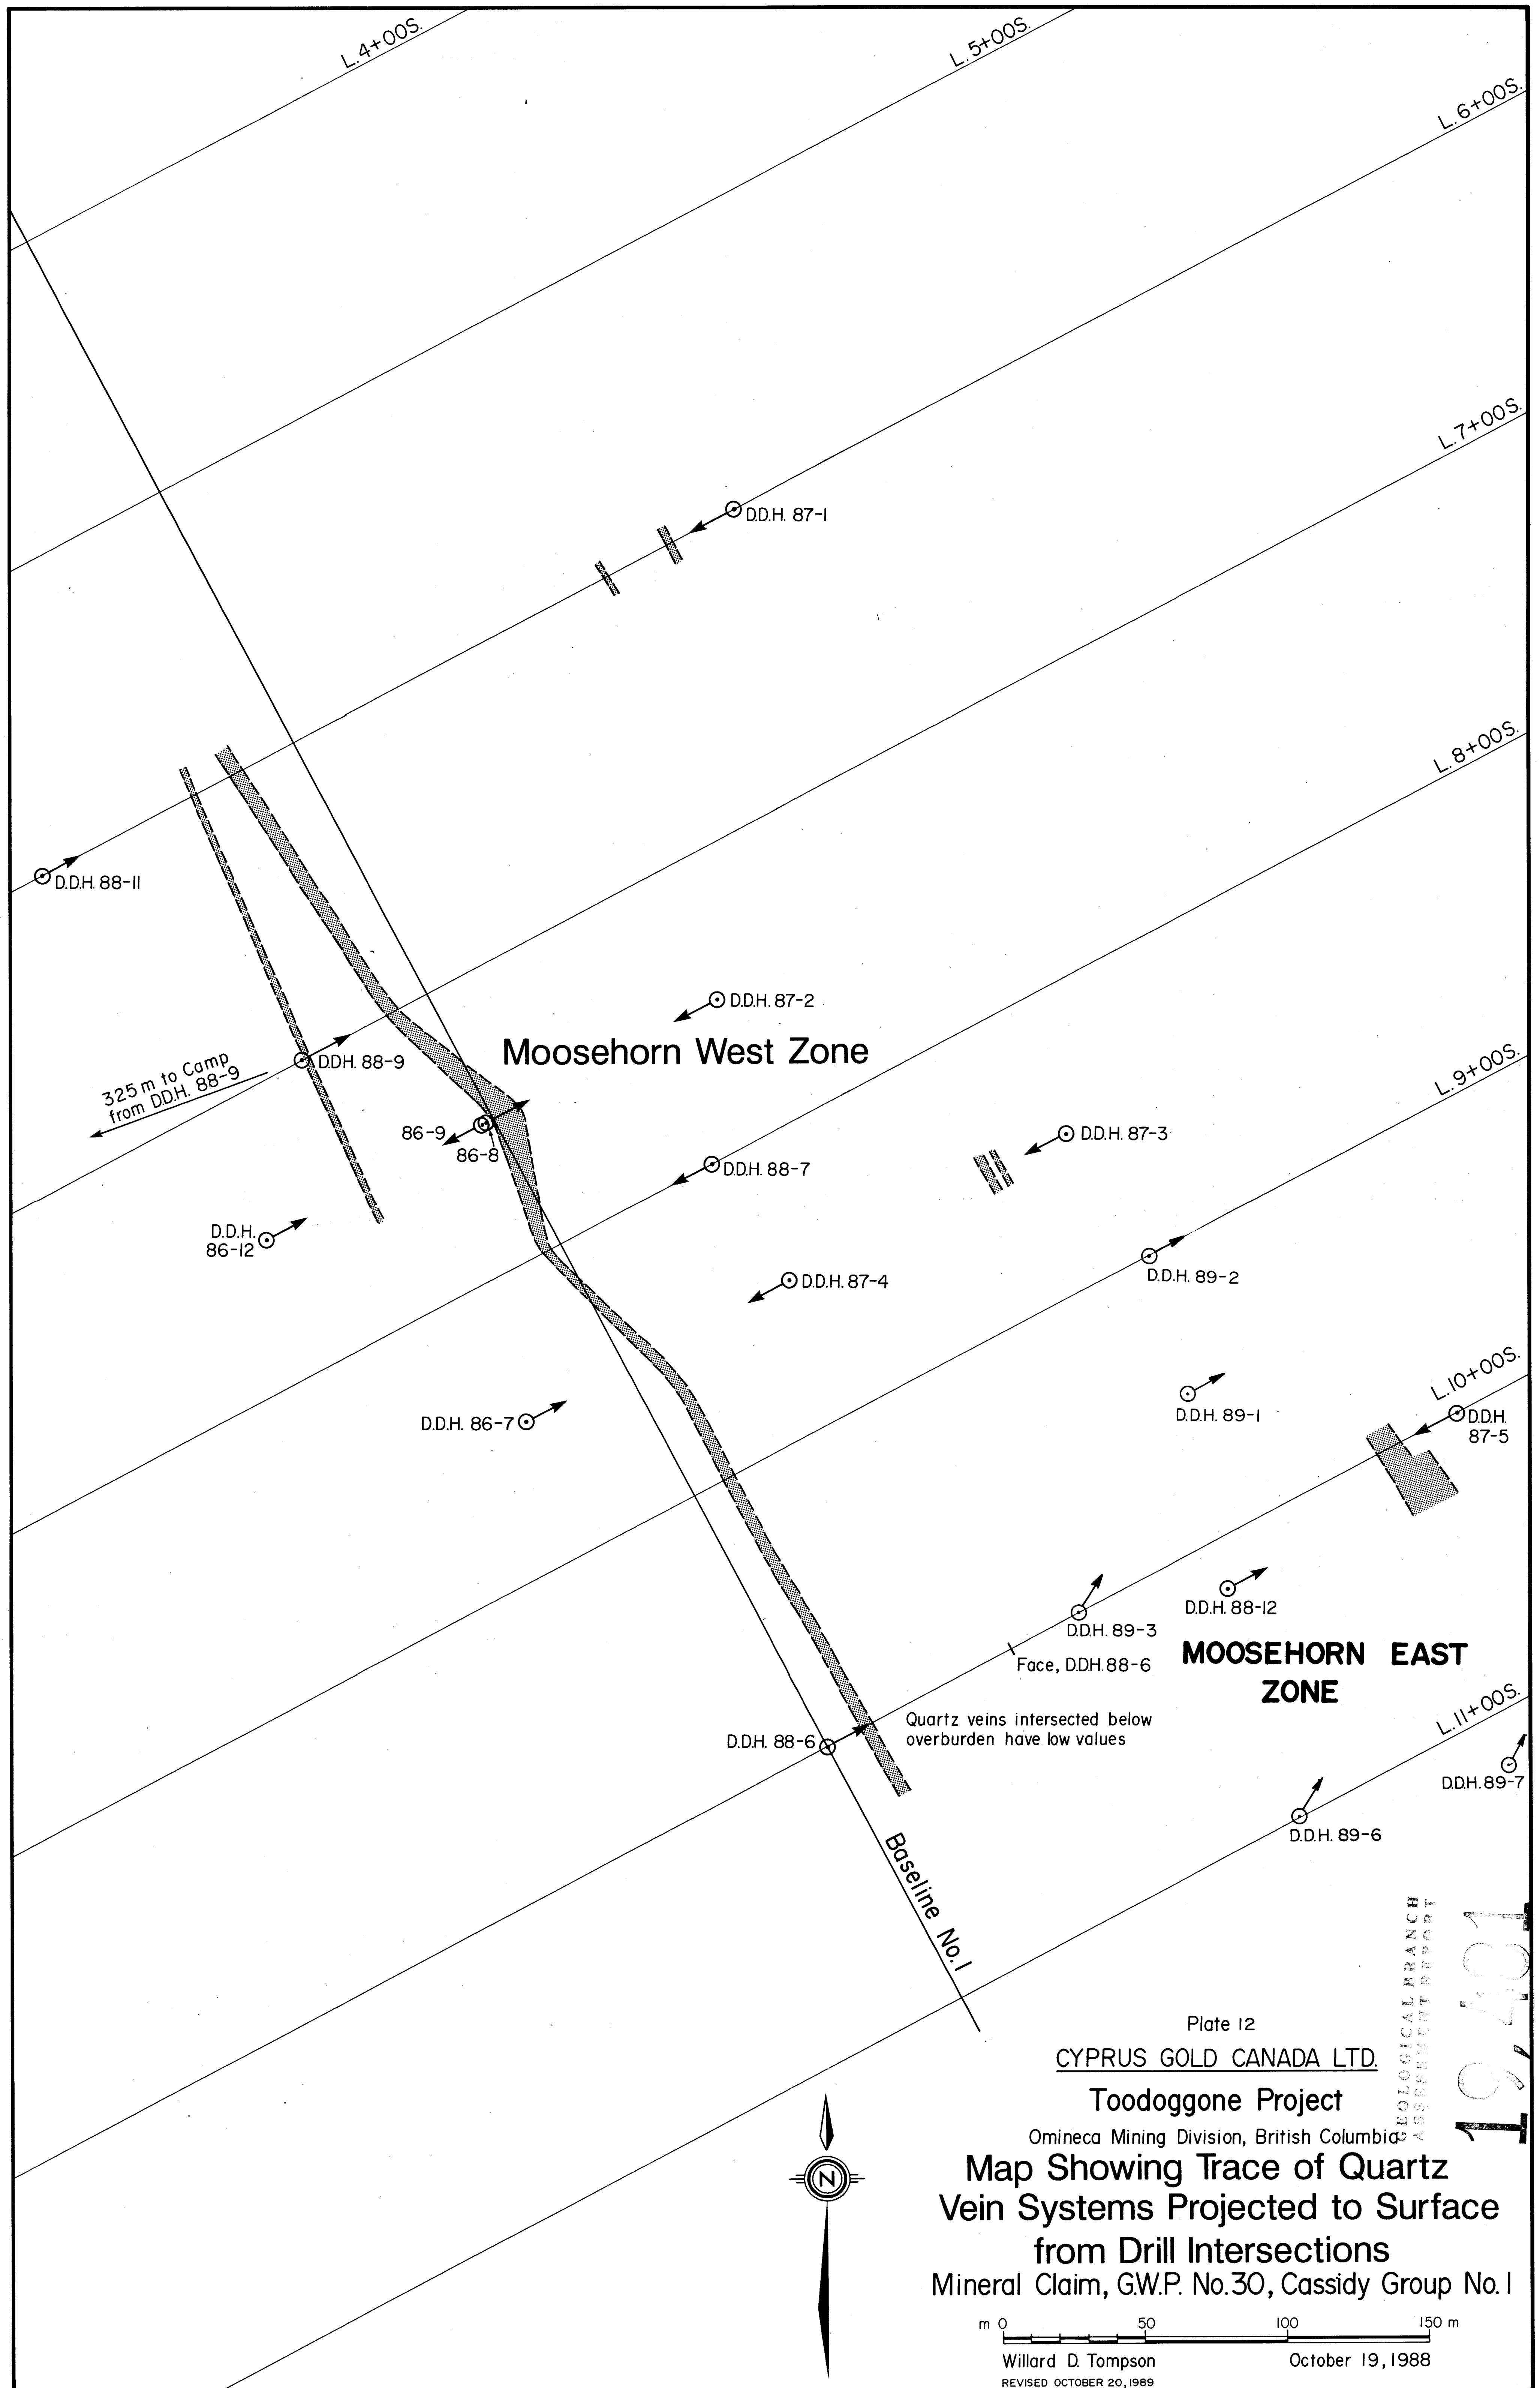 L.4+00S.
L.5+00S.
L.6+00S.
L.7+00S.
D.D.H. 87-1
L.8+00S.
D.D.H. 88-11
D.D.H. 87-2
Moosehorn West Zone
325 m to Camp
from D.D.H. 88-9
D.DH. 88-9
L.9+00S.
86-9
86-8
D.D.H. 87-3
D.D.H. 88-7
D.D.H.
86-12
D.D.H. 87-4
D.D.H. 89-2
L.10+00S.
D.D.H. 86-7
D.D.H. 89-1
D.D.H.
87-5
D.D.H. 88-12
D.D.H. 89-3
Face, D.D.H. 88-6
MOOSEHORN EAST
ZONE
L.11+00S.
D.D.H. 88-6
Quartz veins intersected below
overburden have low values
D.D.H. 89-7
D.D.H. 89-6
Baseline No. 1
GEOLOGICAL BRANCH
ASSESSMENT REPORT
19,481
Plate 12
CYPRUS GOLD CANADA LTD.
Toodoggone Project
Omineca Mining Division, British Columbia
N
Map Showing Trace of Quartz
Vein Systems Projected to Surface
from Drill Intersections
Mineral Claim, G.W.P. No. 30, Cassidy Group No. 1
m 0 50 100 150 m
Willard D. Tompson October 19, 1988
REVISED OCTOBER 20, 1989